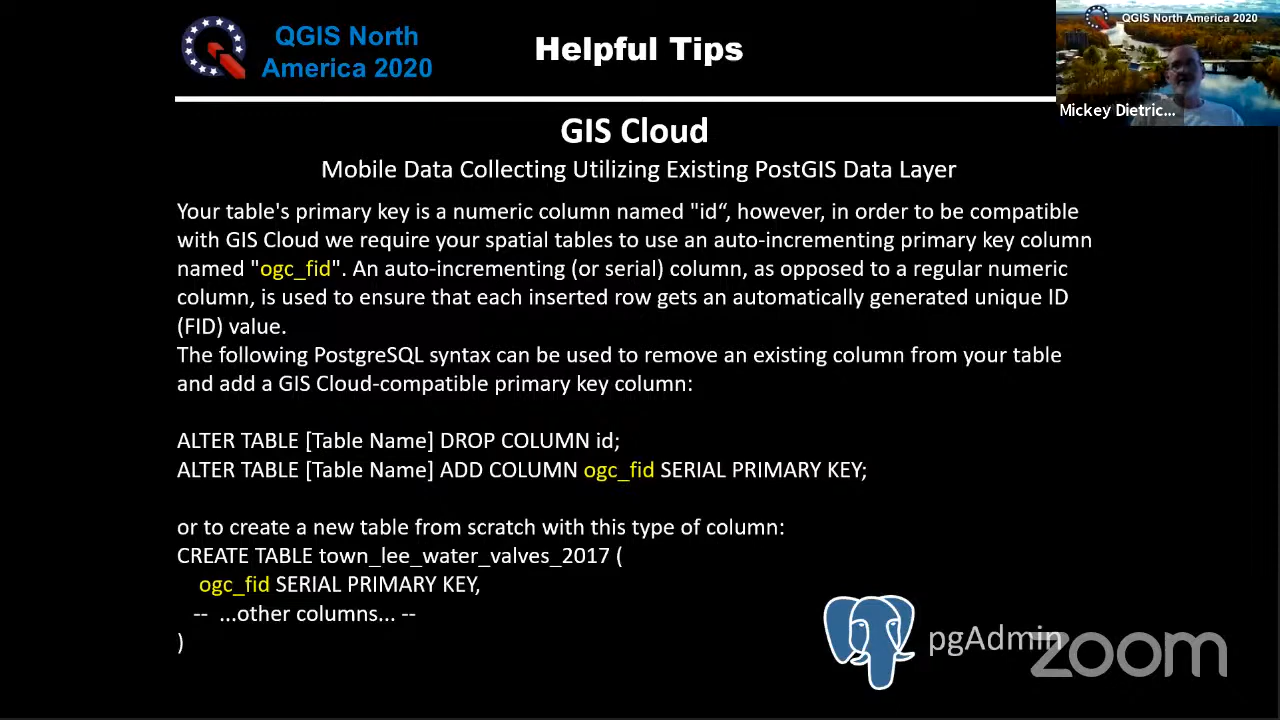 QGIS North
America 2020
Helpful Tips
QGIS North America 2020
Mickey Dietric...
GIS Cloud
Mobile Data Collecting Utilizing Existing PostGIS Data Layer
Your table's primary key is a numeric column named "id“, however, in order to be compatible
with GIS Cloud we require your spatial tables to use an auto-incrementing primary key column
named "ogc_fid". An auto-incrementing (or serial) column, as opposed to a regular numeric
column, is used to ensure that each inserted row gets an automatically generated unique ID
(FID) value.
The following PostgreSQL syntax can be used to remove an existing column from your table
and add a GIS Cloud-compatible primary key column:
ALTER TABLE [Table Name] DROP COLUMN id;
ALTER TABLE [Table Name] ADD COLUMN ogc_fid SERIAL PRIMARY KEY;
or to create a new table from scratch with this type of column:
CREATE TABLE town_lee_water_valves_2017 (
ogc_fid SERIAL PRIMARY KEY,
-- ...other columns... --
)
pgAdmin
zoom